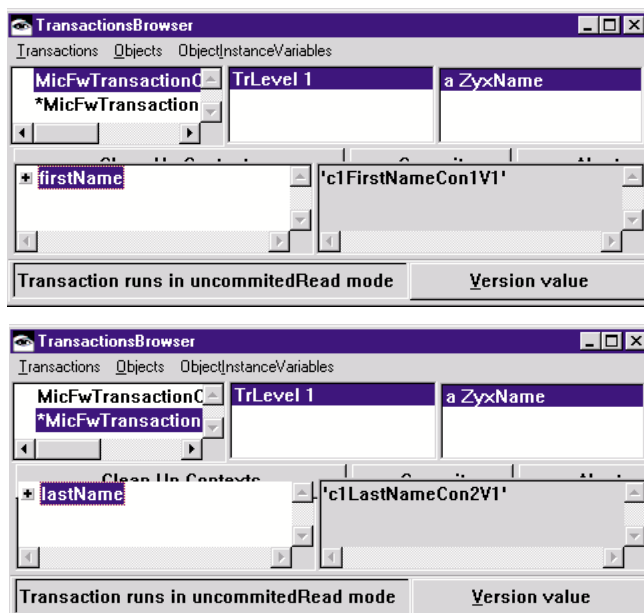 TransactionsBrowser
Transactions Objects ObjectInstanceVariables
MicFwTransactionC TrLevel 1 a ZyxName
*MicFwTransaction
firstName 'c1FirstNameCon1V1'
Transaction runs in uncommitedRead mode Version value
TransactionsBrowser
Transactions Objects ObjectInstanceVariables
MicFwTransactionC TrLevel 1 a ZyxName
*MicFwTransaction
Clean Up Contexts
lastName 'c1LastNameCon2V1'
Transaction runs in uncommitedRead mode Version value